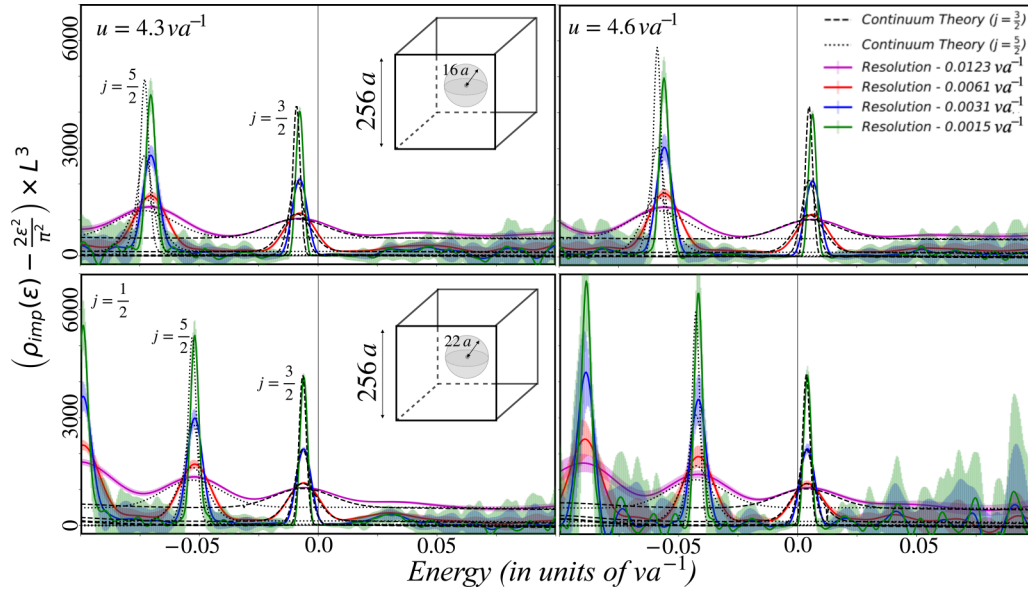 (ρ_imp(ε) − 2ε²/π²) × L³
6000
3000
0
u = 4.3 va⁻¹
j = 5/2
j = 3/2
16 a
256 a
u = 4.6 va⁻¹
Continuum Theory (j = 3/2)
Continuum Theory (j = 5/2)
Resolution - 0.0123 va⁻¹
Resolution - 0.0061 va⁻¹
Resolution - 0.0031 va⁻¹
Resolution - 0.0015 va⁻¹
6000
3000
0
j = 1/2
j = 5/2
j = 3/2
22 a
256 a
−0.05 0.0 0.05
−0.05 0.0 0.05
Energy (in units of va⁻¹)